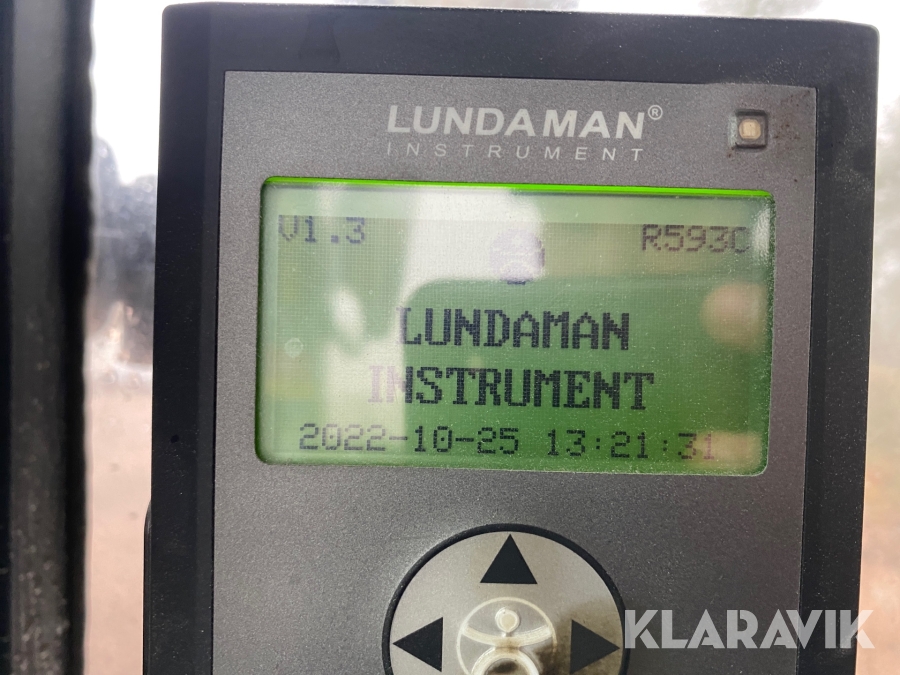 LUNDAMAN®
INSTRUMENT
V1.3 R593C
LUNDAMAN
INSTRUMENT
2022-10-25 13:21:31
KLARAVIK